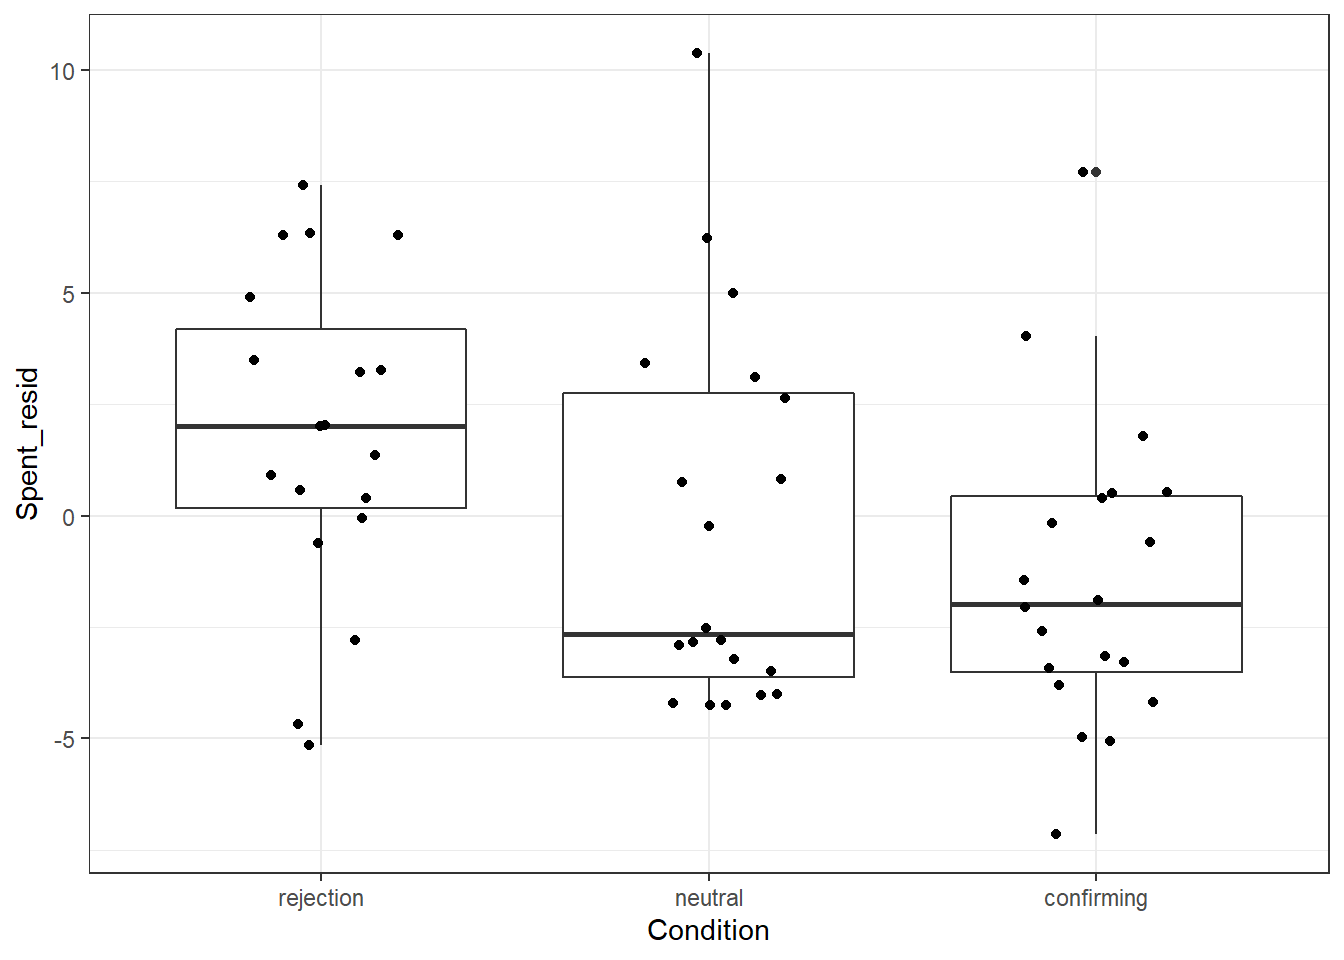 10
5
0
-5
Spent_resid
rejection
neutral
confirming
Condition